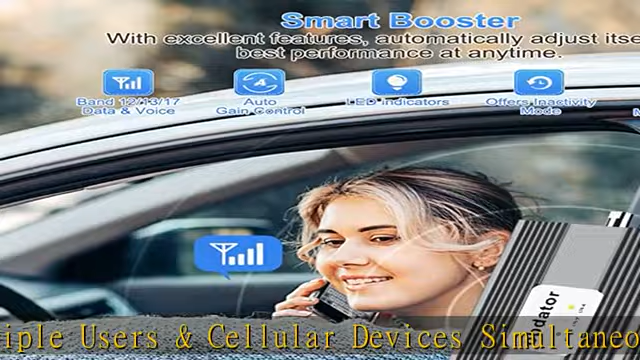 Smart Booster
With excellent features, automatically adjust itse
best performance at anytime.
Band 12/13/17
Data & Voice
Auto
Gain Control
LED Indicators
Offers Inactivity
Mode
iple Users & Cellular Devices Simultaneo